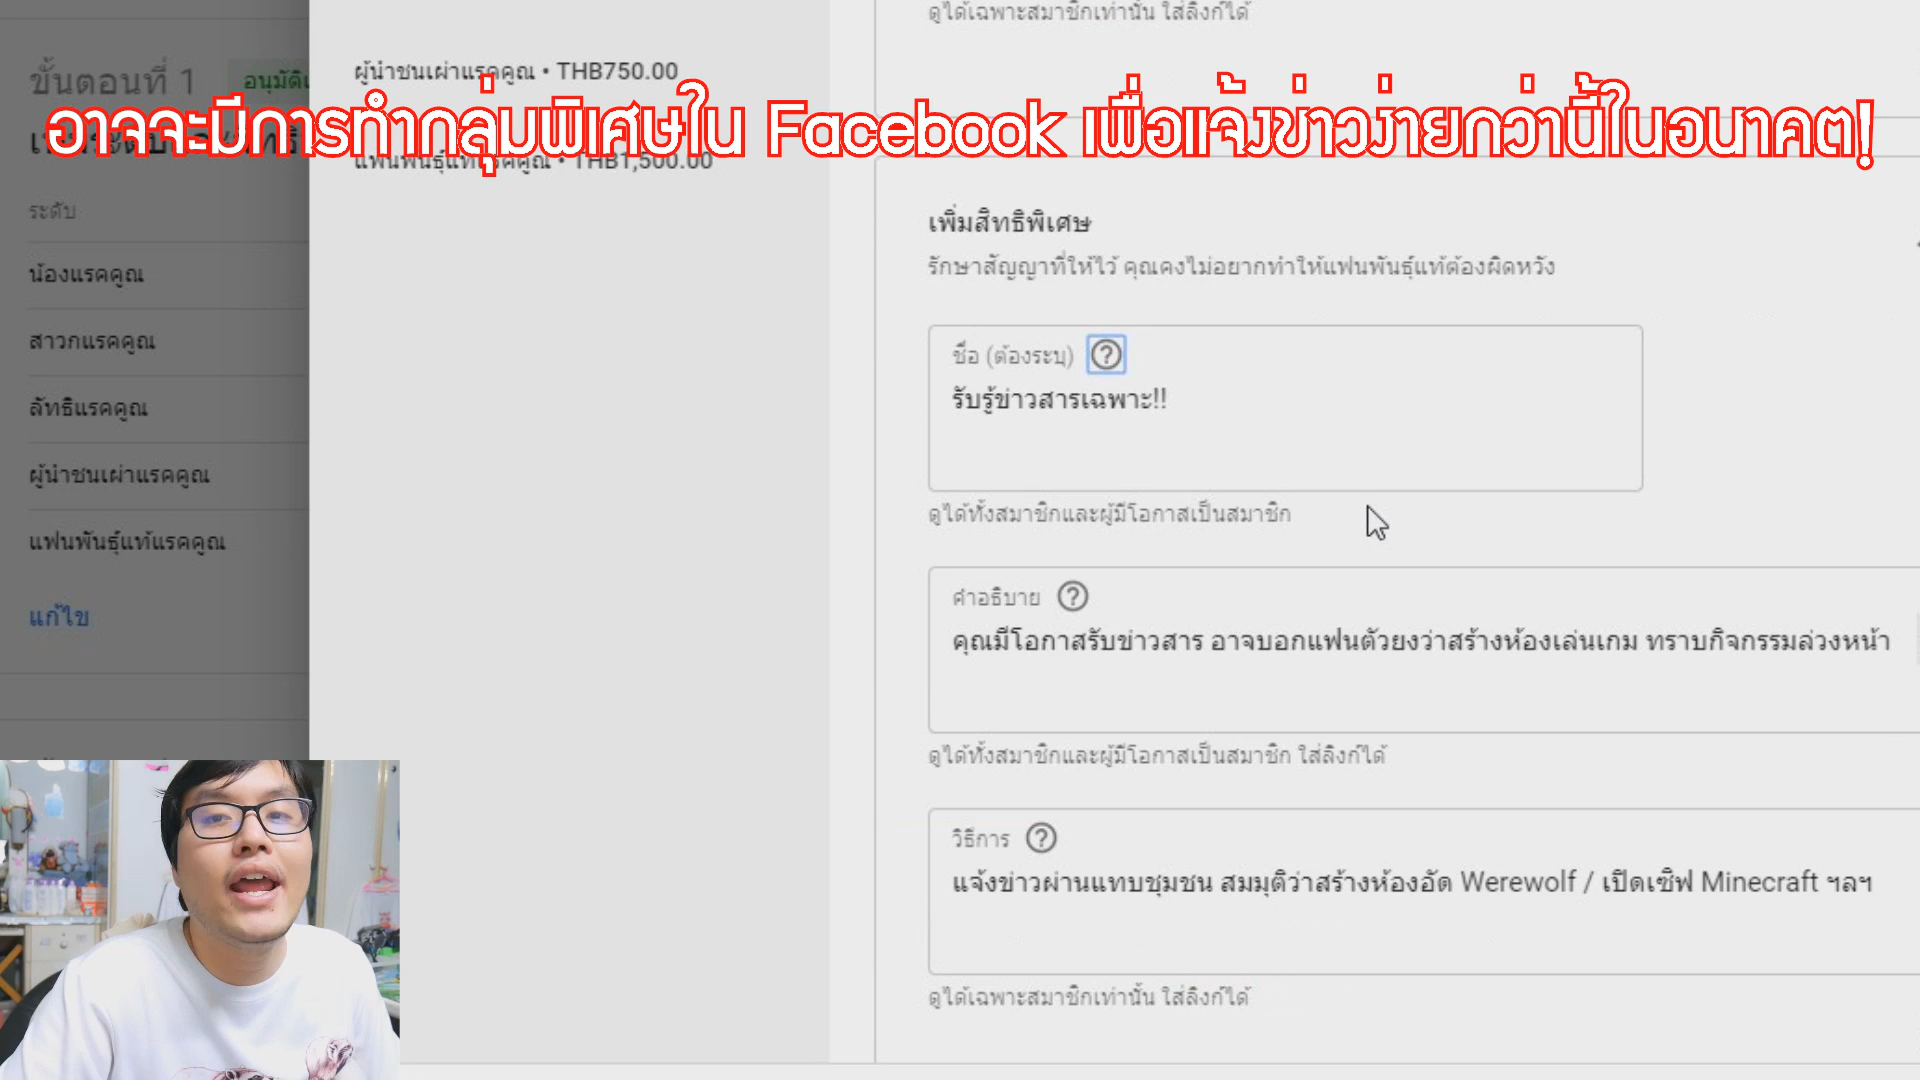 ดูได้เฉพาะสมาชิกเท่านั้น ใส่ลิงก์ได้
ขั้นตอนที่ 1
ผู้นำชนเผ่าแรคคูณ • THB750.00
อาจจะมีการทำกลุ่มพิเศษใน Facebook เพื่อแจ้งข่าวง่ายกว่านี้ในอนาคต!
แฟนพันธุ์แท้แรคคูณ • THB1,500.00
ระดับ
น้องแรคคูณ
สาวกแรคคูณ
ลัทธิแรคคูณ
ผู้นำชนเผ่าแรคคูณ
แฟนพันธุ์แท้แรคคูณ
แก้ไข
เพิ่มสิทธิพิเศษ
รักษาสัญญาที่ให้ไว้ คุณคงไม่อยากทำให้แฟนพันธุ์แท้ต้องผิดหวัง
ชื่อ (ต้องระบุ)
รับรู้ข่าวสารเฉพาะ!!
ดูได้ทั้งสมาชิกและผู้มีโอกาสเป็นสมาชิก
คำอธิบาย
คุณมีโอกาสรับข่าวสาร อาจบอกแฟนตัวยงว่าสร้างห้องเล่นเกม ทราบกิจกรรมล่วงหน้า
ดูได้ทั้งสมาชิกและผู้มีโอกาสเป็นสมาชิก ใส่ลิงก์ได้
วิธีการ
แจ้งข่าวผ่านแทบชุมชน สมมุติว่าสร้างห้องอัด Werewolf / เปิดเซิฟ Minecraft ฯลฯ
ดูได้เฉพาะสมาชิกเท่านั้น ใส่ลิงก์ได้